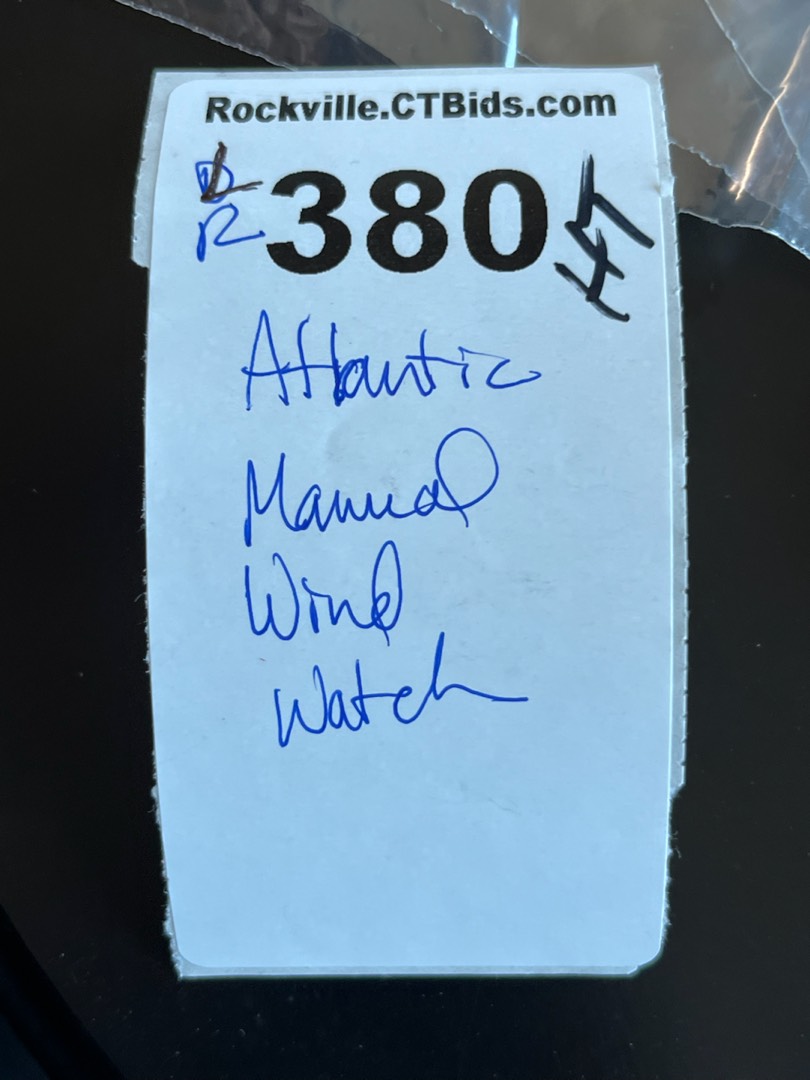 Rockville.CTBids.com
380
Atlantic
Manual
Wind
Watch